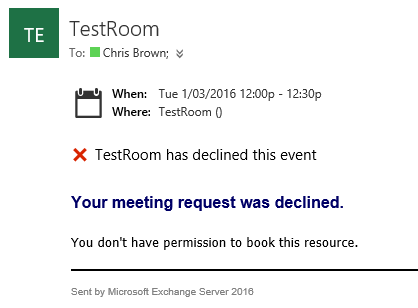 TE
TestRoom
To: Chris Brown;
When: Tue 1/03/2016 12:00p - 12:30p
Where: TestRoom ()
TestRoom has declined this event
Your meeting request was declined.
You don't have permission to book this resource.
Sent by Microsoft Exchange Server 2016